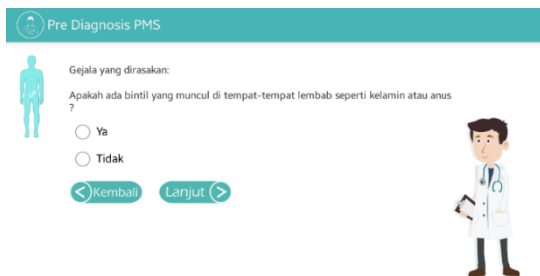 Pre Diagnosis PMS
Gejala yang dirasakan:
Apakah ada bintil yang muncul di tempat-tempat lembab seperti kelamin atau anus
?
Ya
Tidak
Kembali
Lanjut